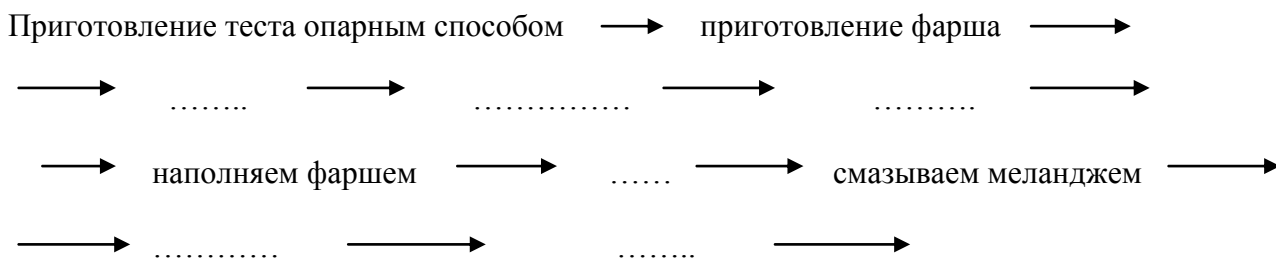 Приготовление теста опарным способом приготовление фарша
…….. …………… ……….
наполняем фаршем …… смазываем меланджем
………… ……..